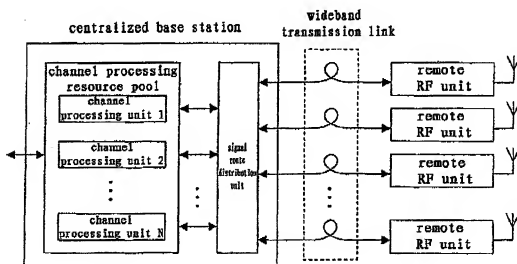 centralized base station
wideband
transmission link
channel processing
resource pool
channel
processing unit 1
channel
processing unit 2
channel
processing unit N
signal
route
distribution
unit
remote
RF unit
remote
RF unit
remote
RF unit
remote
RF unit